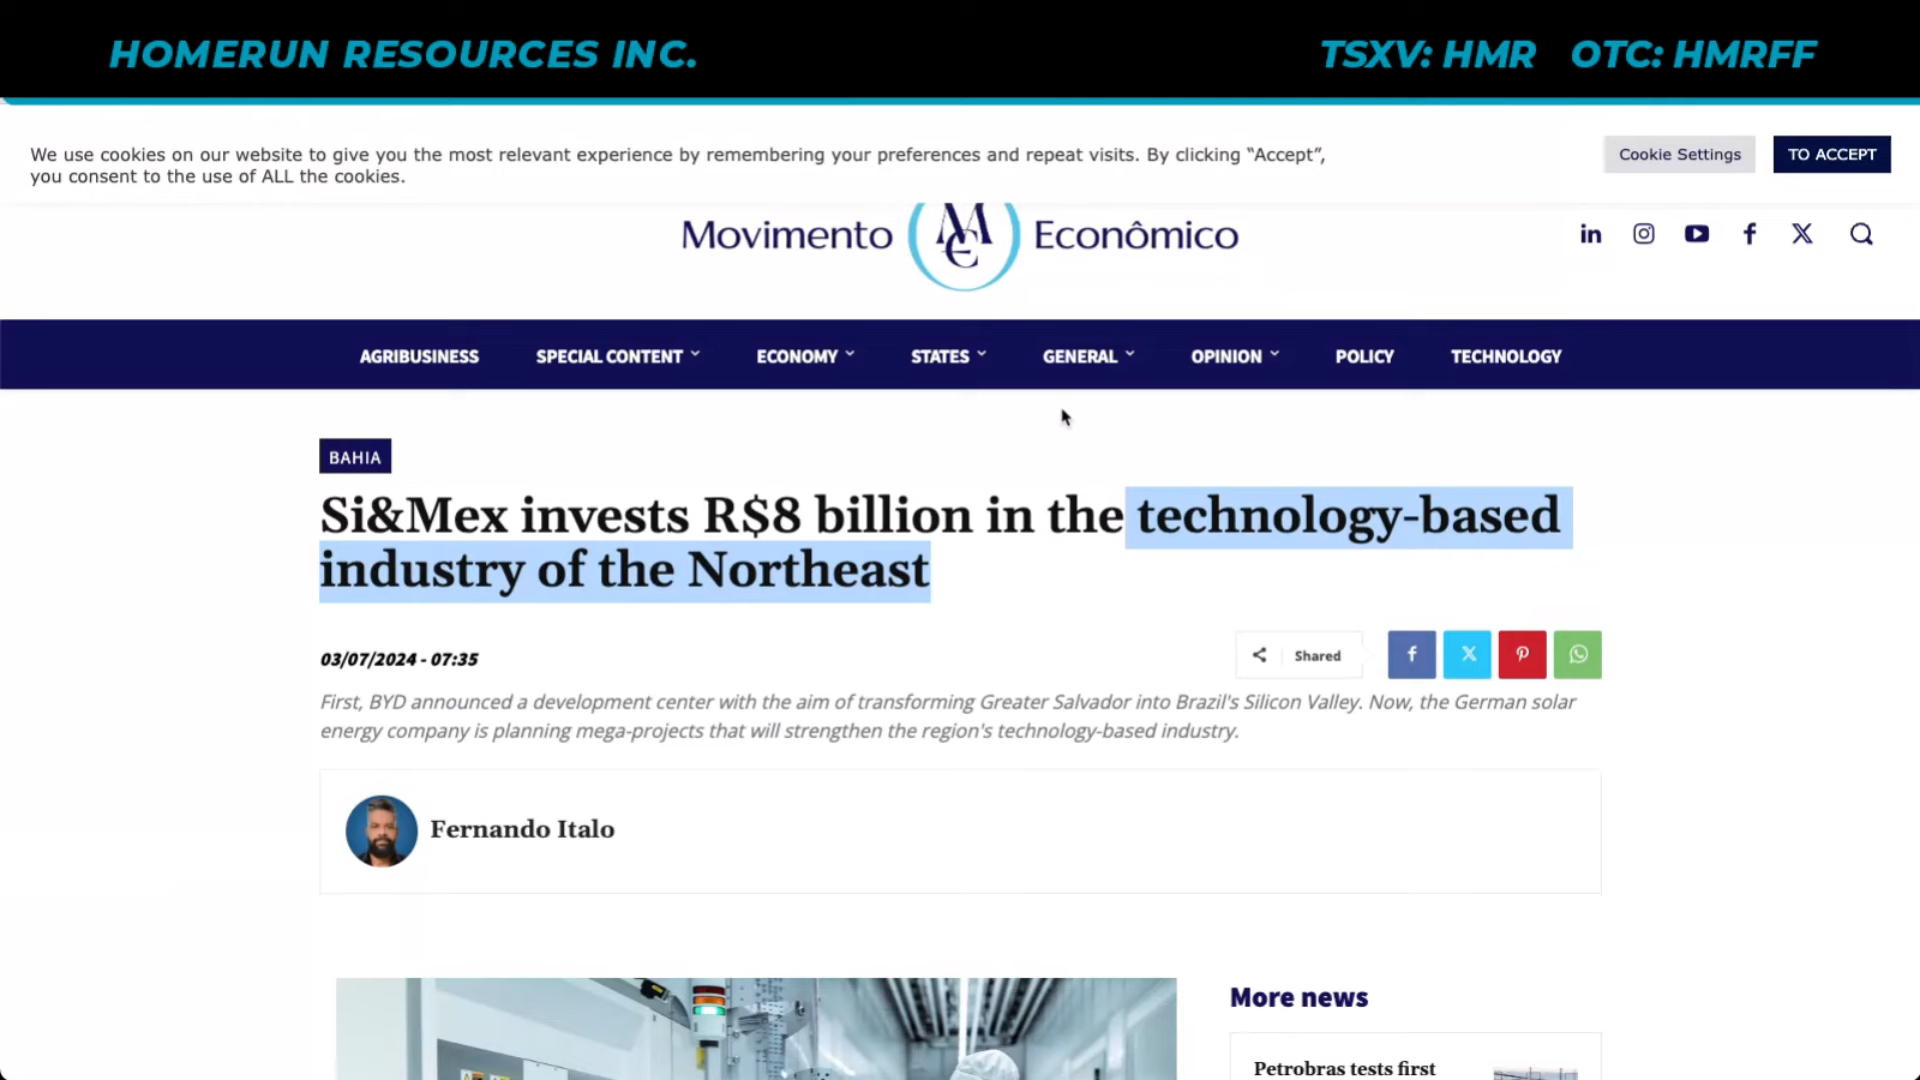 HOMERUN RESOURCES INC.
TSXV: HMR OTC: HMRFF
We use cookies on our website to give you the most relevant experience by remembering your preferences and repeat visits. By clicking “Accept”,
you consent to the use of ALL the cookies.
Cookie Settings
TO ACCEPT
Movimento Econômico
AGRIBUSINESS SPECIAL CONTENT ECONOMY STATES GENERAL OPINION POLICY TECHNOLOGY
BAHIA
Si&Mex invests R$8 billion in the technology-based
industry of the Northeast
03/07/2024 - 07:35
Shared
First, BYD announced a development center with the aim of transforming Greater Salvador into Brazil's Silicon Valley. Now, the German solar
energy company is planning mega-projects that will strengthen the region's technology-based industry.
Fernando Italo
More news
Petrobras tests first